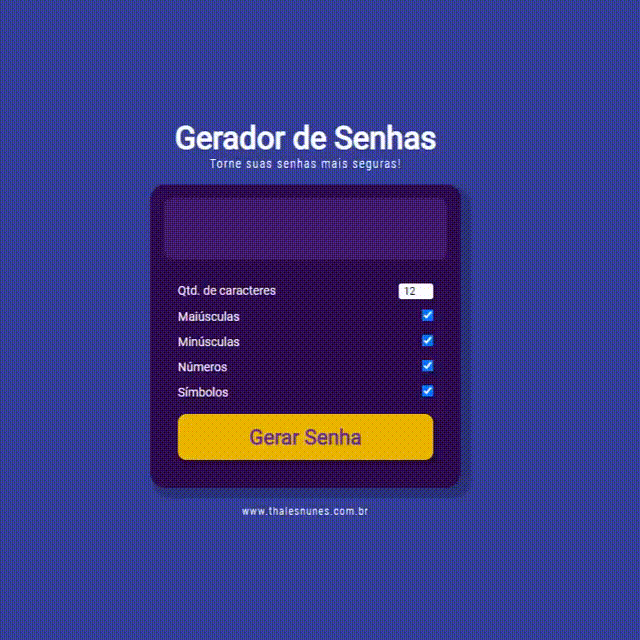 Gerador de Senhas
Torne suas senhas mais seguras!
Qtd. de caracteres 12
Maiúsculas
Minúsculas
Números
Símbolos
Gerar Senha
www.thalesnunes.com.br